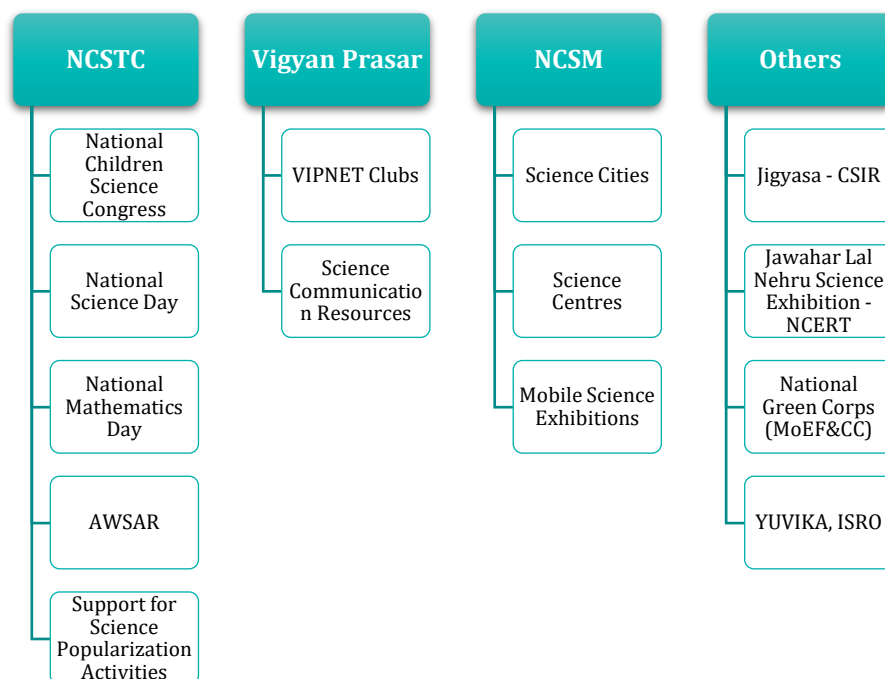 NCSTC
National
Children
Science
Congress
National
Science Day
National
Mathematics
Day
AWSAR
Support for
Science
Popularization
Activities
Vigyan Prasar
VIPNET Clubs
Science
Communicatio
n Resources
NCSM
Science Cities
Science
Centres
Mobile Science
Exhibitions
Others
Jigyasa - CSIR
Jawahar Lal
Nehru Science
Exhibition -
NCERT
National
Green Corps
(MoEF&CC)
YUVIKA, ISRO